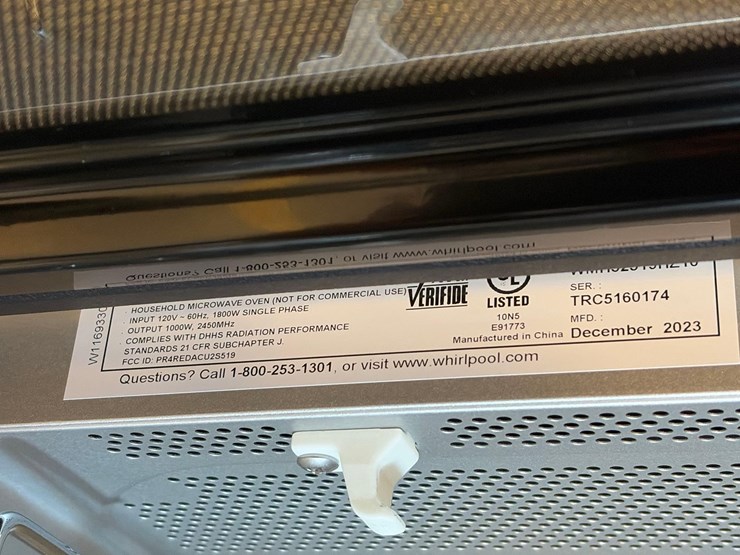 HOUSEHOLD MICROWAVE OVEN (NOT FOR COMMERCIAL USE)
INPUT 120V ~ 60Hz, 1800W SINGLE PHASE
OUTPUT 1000W, 2450MHz
COMPLIES WITH DHHS RADIATION PERFORMANCE
STANDARDS 21 CFR SUBCHAPTER J.
FCC ID: PR4REDACU2S519
VERIFIDE
UL
LISTED
10N5
E91773
Manufactured in China
SER. :
TRC5160174
MFD. :
December 2023
Questions? Call 1-800-253-1301, or visit www.whirlpool.com